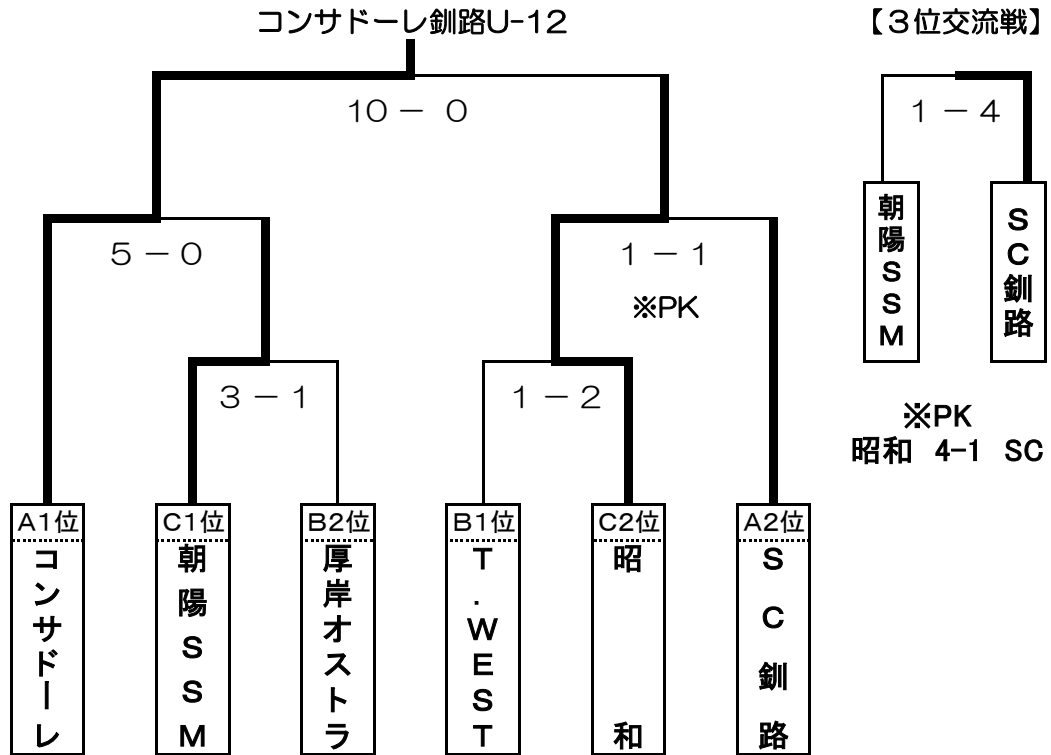 コンサドーレ釧路U-12
【3位交流戦】
10 － 0
1 － 4
朝陽SSM
SC釧路
5 － 0
1 － 1
※PK
3 － 1
1 － 2
※PK
昭和 4-1 SC
A1位
C1位
B2位
B1位
C2位
A2位
コンサドーレ
朝陽SSM
厚岸オストラ
T.WEST
昭和
SC釧路